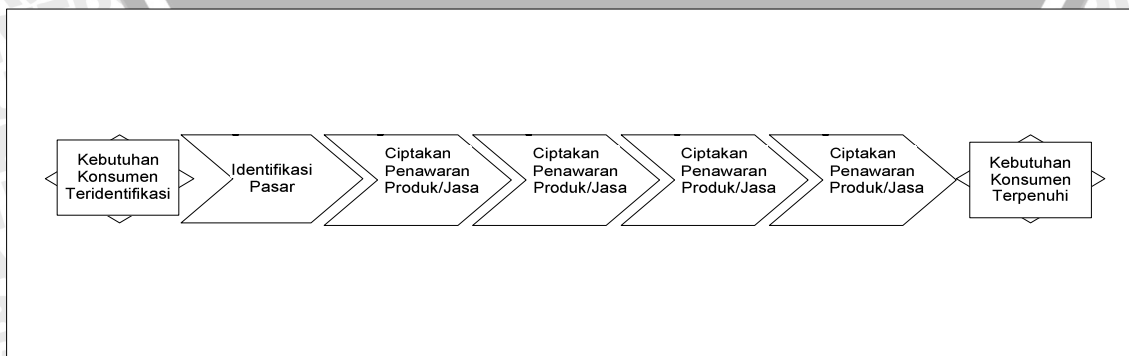 Kebutuhan
Konsumen
Teridentifikasi
Identifikasi
Pasar
Ciptakan
Penawaran
Produk/Jasa
Ciptakan
Penawaran
Produk/Jasa
Ciptakan
Penawaran
Produk/Jasa
Ciptakan
Penawaran
Produk/Jasa
Kebutuhan
Konsumen
Terpenuhi